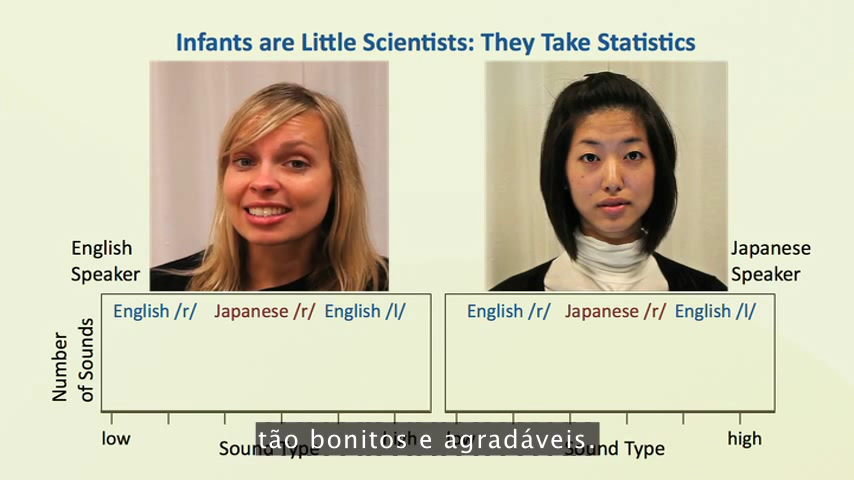 Infants are Little Scientists: They Take Statistics
English
Speaker
Japanese
Speaker
English /r/ Japanese /r/ English /l/
English /r/ Japanese /r/ English /l/
Number
of Sounds
low
high
Sound Type
Sound Type
tão bonitos e agradáveis.